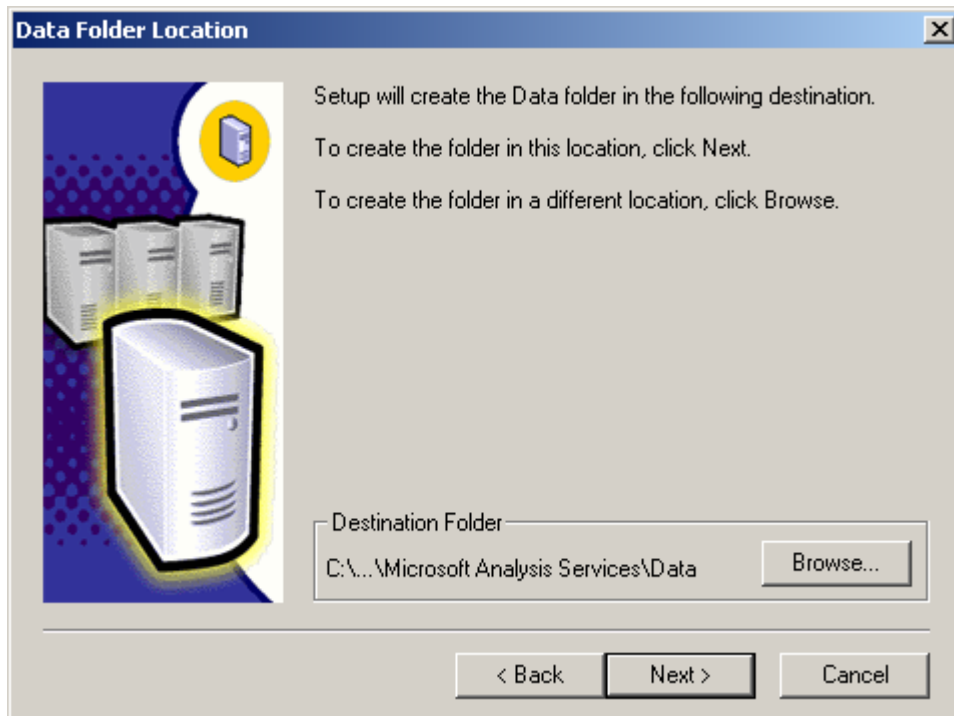 Data Folder Location
Setup will create the Data folder in the following destination.
To create the folder in this location, click Next.
To create the folder in a different location, click Browse.
Destination Folder
C:\...\Microsoft Analysis Services\Data
Browse...
< Back
Next >
Cancel